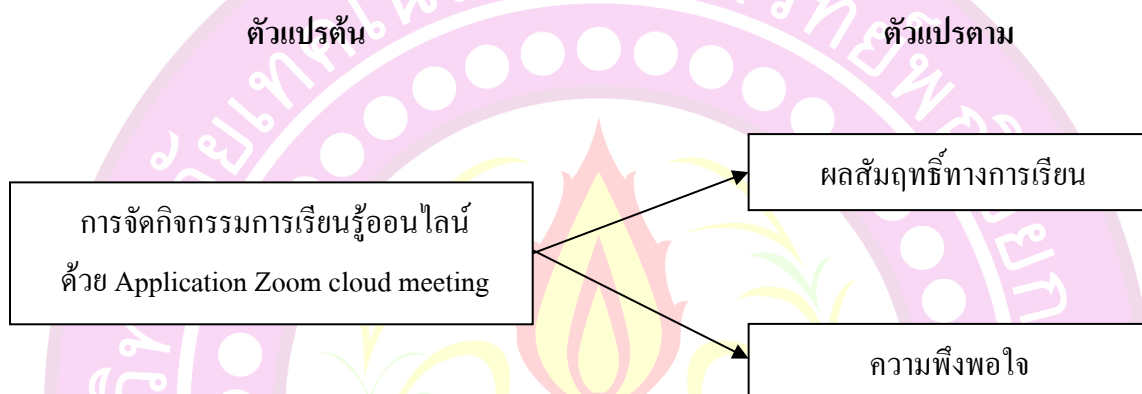 ตัวแปรต้น
ตัวแปรตาม
การจัดกิจกรรมการเรียนรู้ออนไลน์
ด้วย Application Zoom cloud meeting
ผลสัมฤทธิ์ทางการเรียน
ความพึงพอใจ